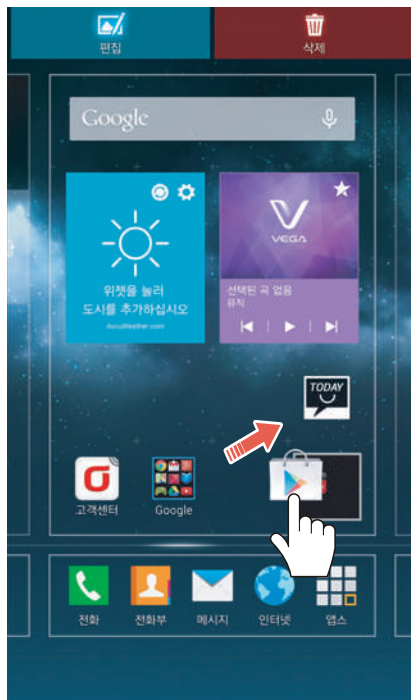 편집
삭제
Google
위젯을 눌러
도시를 추가하십시오
AccuWeather.com
VEGA
선택된 곡 없음
뮤직
TODAY
고객센터
Google
전화
전화부
메시지
인터넷
앱스